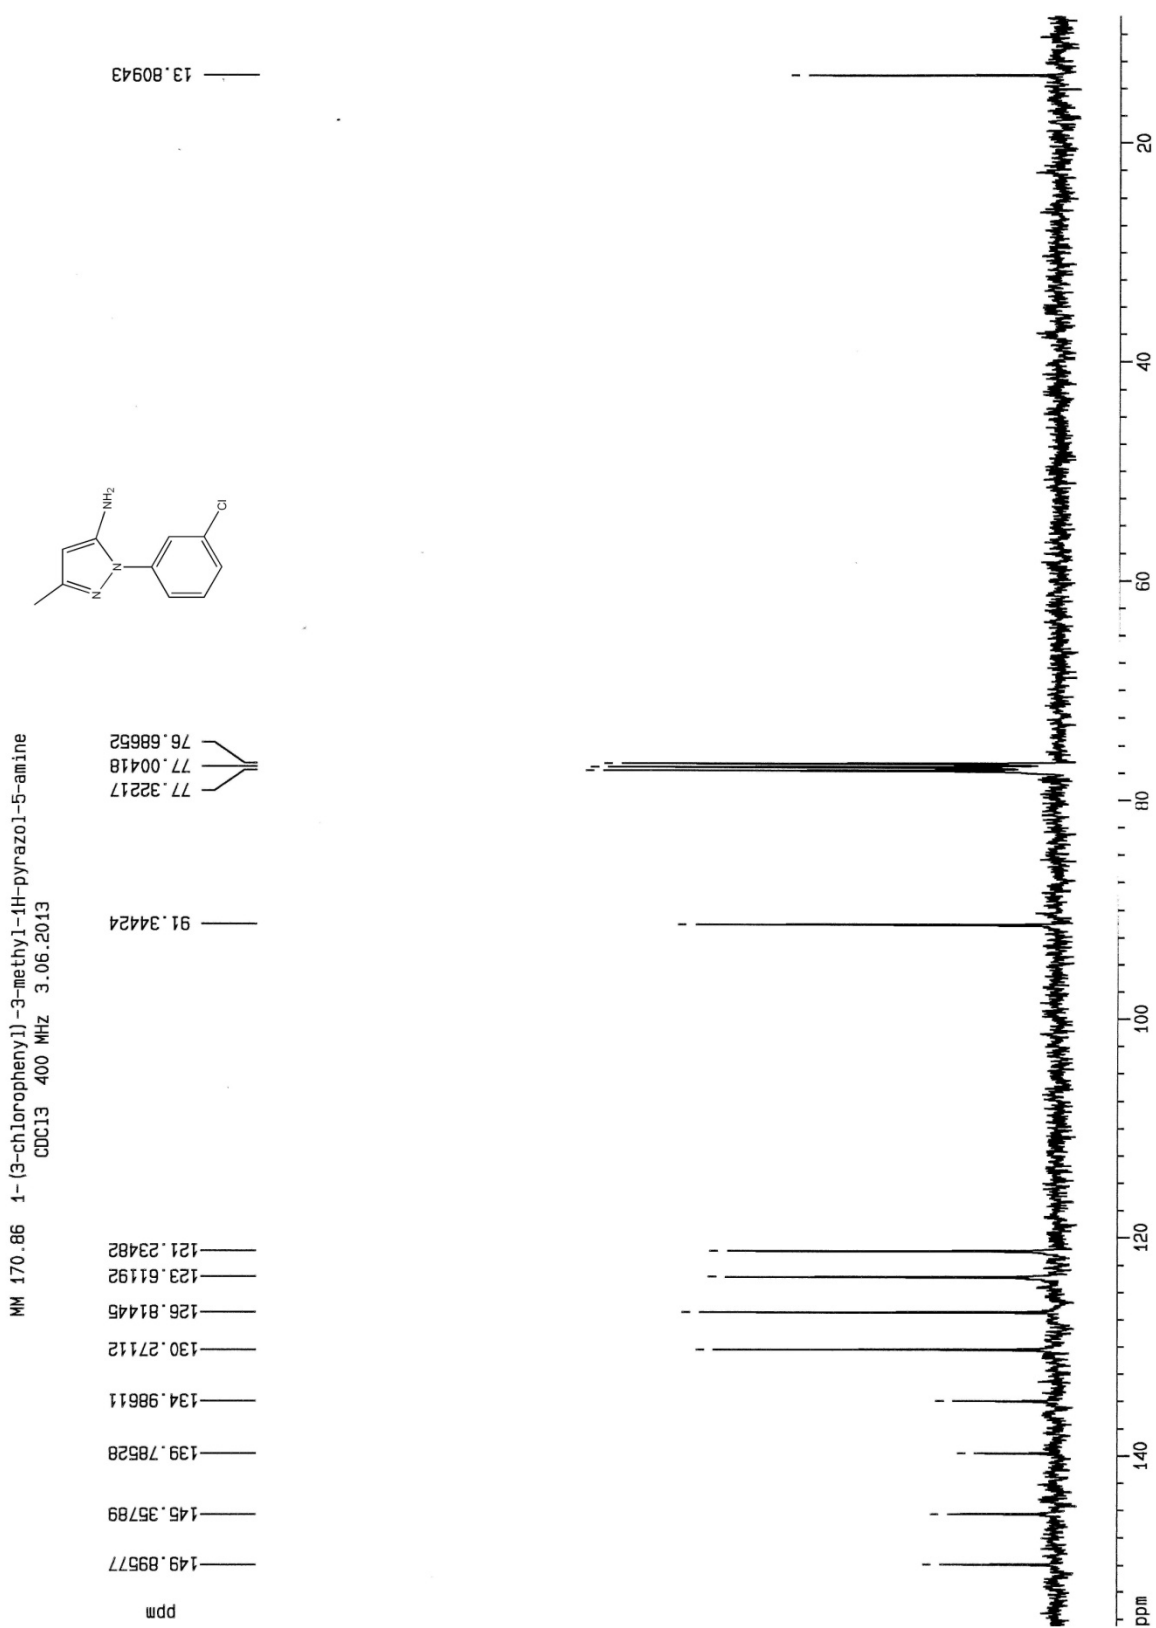 MM 170.86 1-(3-chlorophenyl)-3-methyl-1H-pyrazol-5-amine
CDCl3 400 MHz 3.06.2013
ppm
149.89577
145.35789
139.78528
134.98611
130.27112
126.81445
123.61192
121.23482
91.34424
77.32217
77.00418
76.68652
13.80943
N
N
NH2
Cl
ppm
140
120
100
80
60
40
20